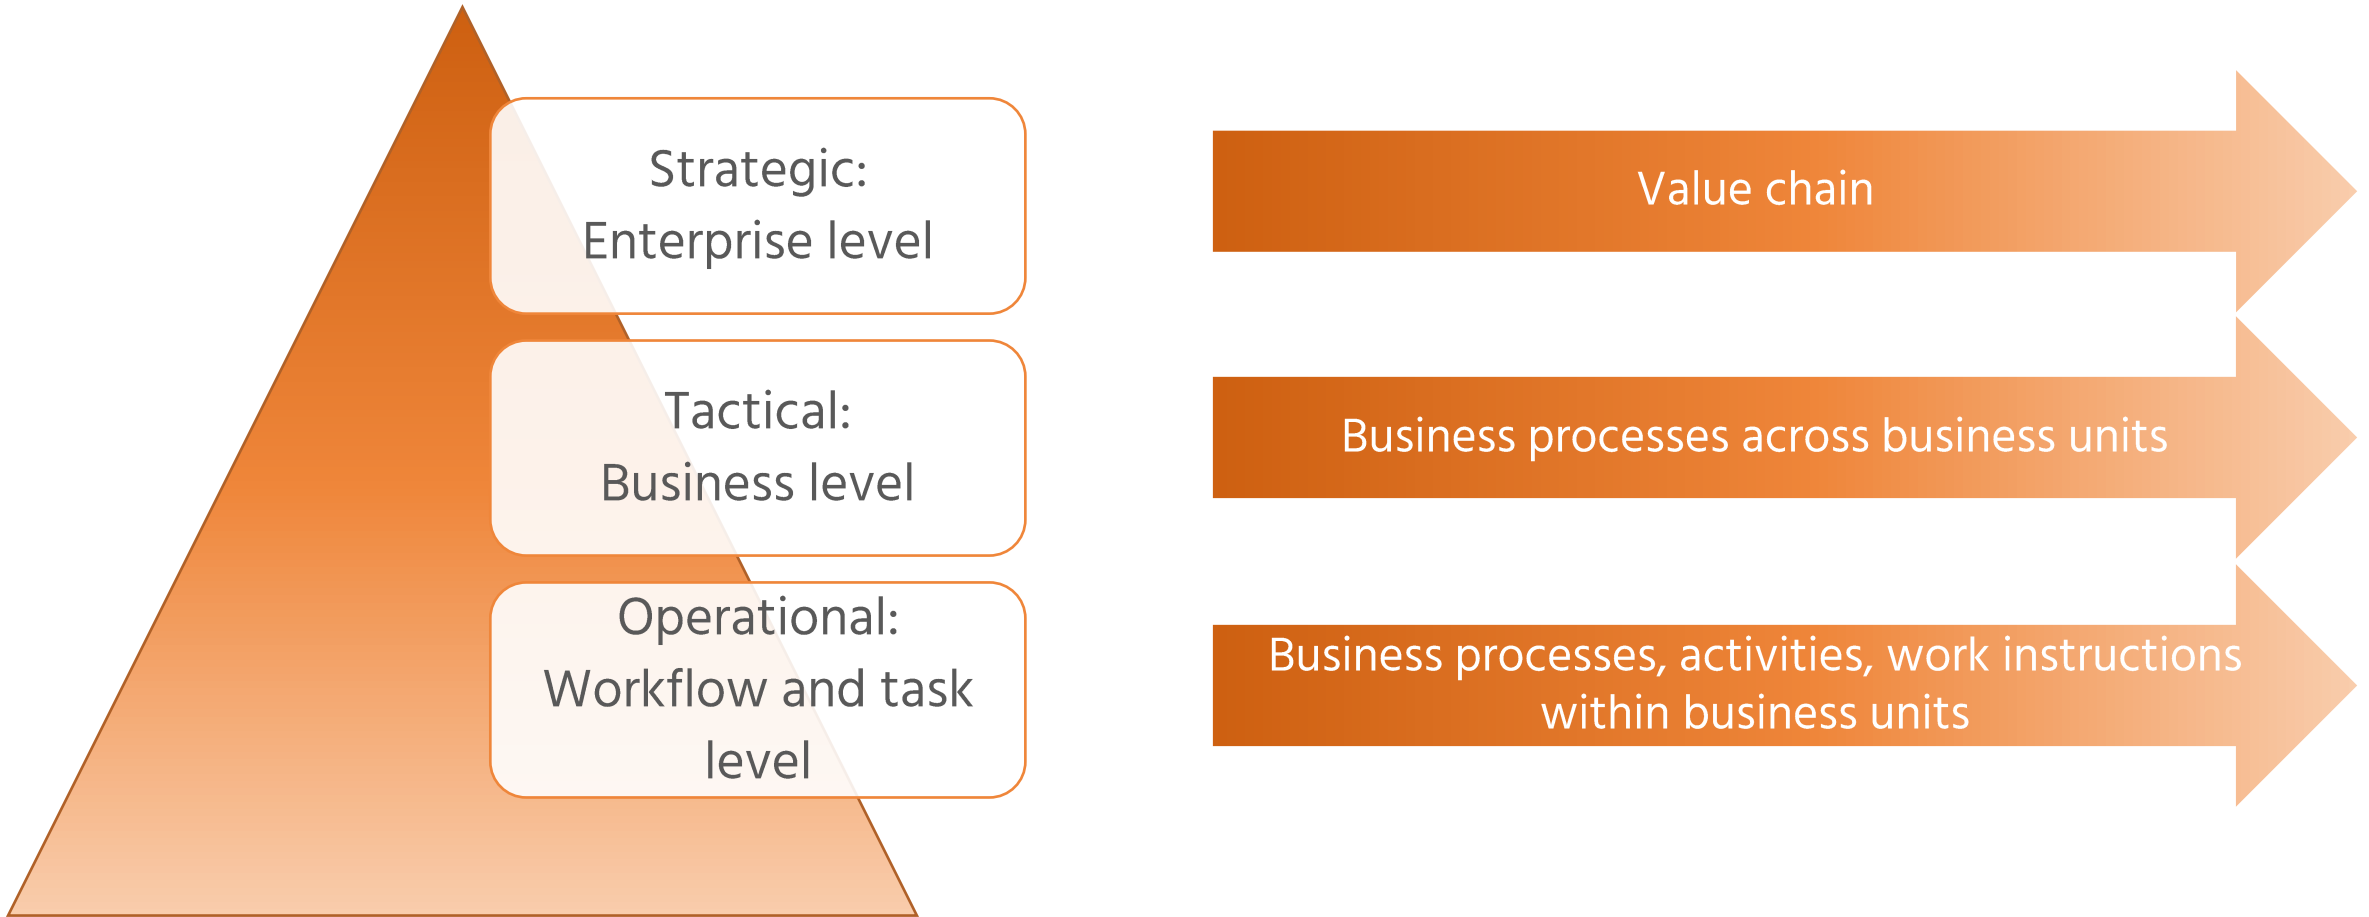 Strategic:
Enterprise level
Value chain
Tactical:
Business level
Business processes across business units
Operational:
Workflow and task
level
Business processes, activities, work instructions
within business units